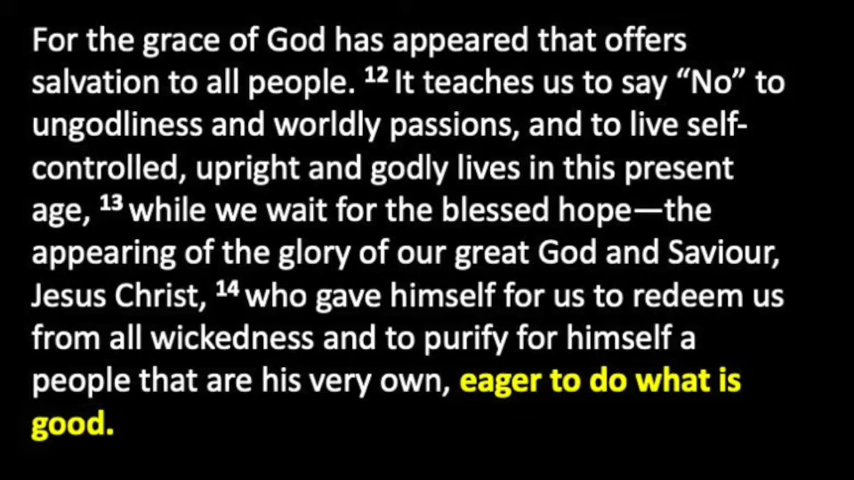 For the grace of God has appeared that offers
salvation to all people. 12 It teaches us to say “No” to
ungodliness and worldly passions, and to live self-
controlled, upright and godly lives in this present
age, 13 while we wait for the blessed hope—the
appearing of the glory of our great God and Saviour,
Jesus Christ, 14 who gave himself for us to redeem us
from all wickedness and to purify for himself a
people that are his very own, eager to do what is
good.